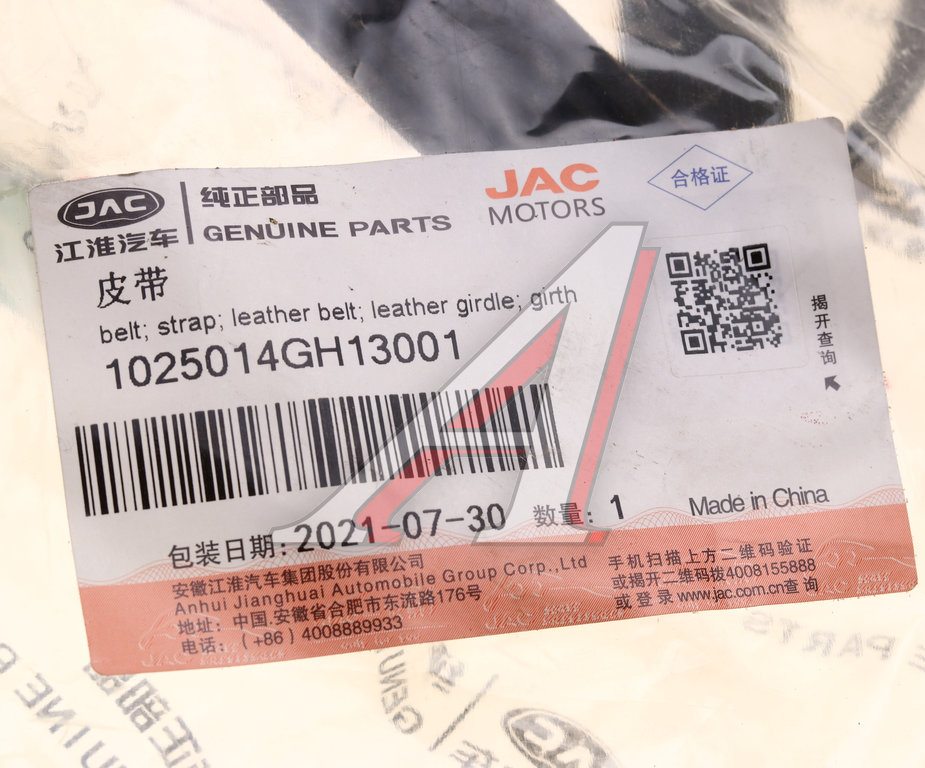 JAC
江淮汽车
纯正部品
GENUINE PARTS
JAC
MOTORS
合格证
皮带
belt; strap; leather belt; leather girdle; girth
1025014GH13001
揭开查询
包装日期:2021-07-30 数量: 1
Made in China
安徽江淮汽车集团股份有限公司
Anhui Jianghuai Automobile Group Corp.,Ltd
地址: 中国.安徽省合肥市东流路176号
电话: (+86) 4008889933
手机扫描上方二维码验证
或揭开二维码拨4008155888
或登录www.jac.com.cn查询
PARTS
GENU
JAC